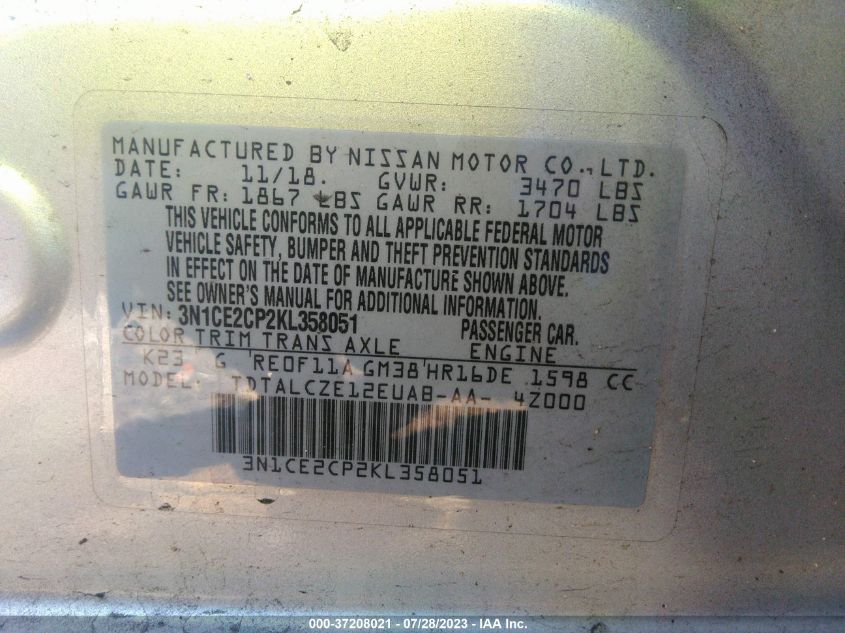 MANUFACTURED BY NISSAN MOTOR CO., LTD.
DATE: 11/18. GVWR: 3470 LBS
GAWR FR: 1867 LBS GAWR RR: 1704 LBS
THIS VEHICLE CONFORMS TO ALL APPLICABLE FEDERAL MOTOR
VEHICLE SAFETY, BUMPER AND THEFT PREVENTION STANDARDS
IN EFFECT ON THE DATE OF MANUFACTURE SHOWN ABOVE.
SEE OWNER'S MANUAL FOR ADDITIONAL INFORMATION.
VIN: 3N1CE2CP2KL358051 PASSENGER CAR.
COLOR TRIM TRANS AXLE ENGINE
K23 G RE0F11A GM38 HR16DE 1598 CC
MODEL: TDTALCZE12EUAB-AA- 4Z000
3N1CE2CP2KL358051
000-37208021 / 07/28/2023 - IAA Inc.